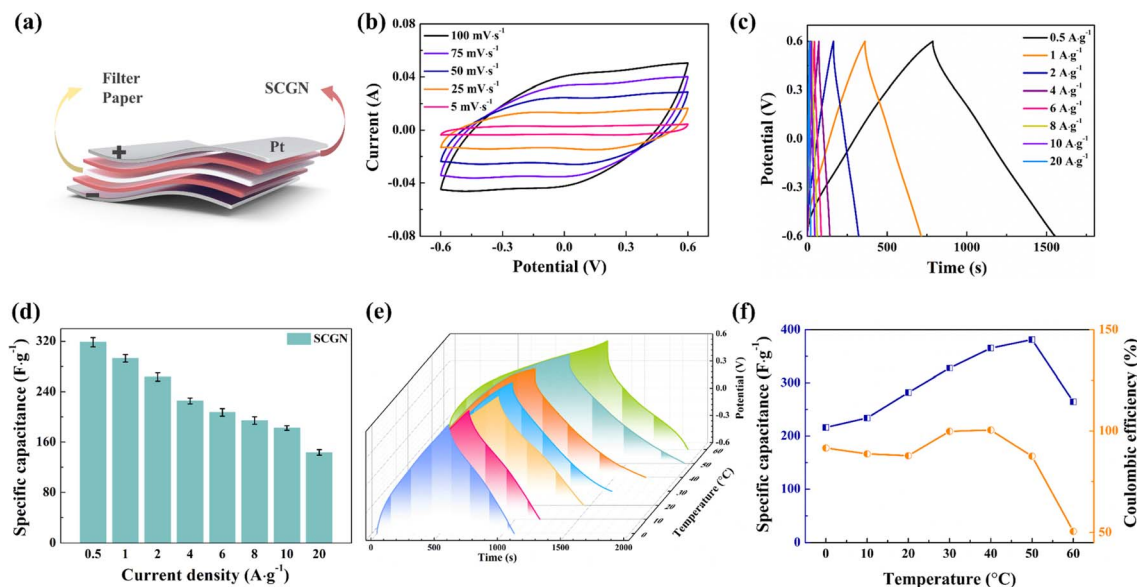 (a)
Filter
Paper
SCGN
Pt
+
−
(b)
100 mV·s⁻¹
75 mV·s⁻¹
50 mV·s⁻¹
25 mV·s⁻¹
5 mV·s⁻¹
Current (A)
0.08
0.04
0.00
-0.04
-0.08
-0.6 -0.3 0.0 0.3 0.6
Potential (V)
(c)
0.5 A·g⁻¹
1 A·g⁻¹
2 A·g⁻¹
4 A·g⁻¹
6 A·g⁻¹
8 A·g⁻¹
10 A·g⁻¹
20 A·g⁻¹
Potential (V)
0.6
0.3
0.0
-0.3
-0.6
0 500 1000 1500
Time (s)
(d)
SCGN
Specific capacitance (F·g⁻¹)
320
240
160
80
0
0.5 1 2 4 6 8 10 20
Current density (A·g⁻¹)
(e)
0.6
0.3
0.0
-0.3
-0.6
Potential (V)
60
50
40
30
20
10
0
Temperature (°C)
0 500 1000 1500 2000
Time (s)
(f)
Specific capacitance (F·g⁻¹)
400
300
200
100
0
150
100
50
Coulombic efficiency (%)
0 10 20 30 40 50 60
Temperature (°C)